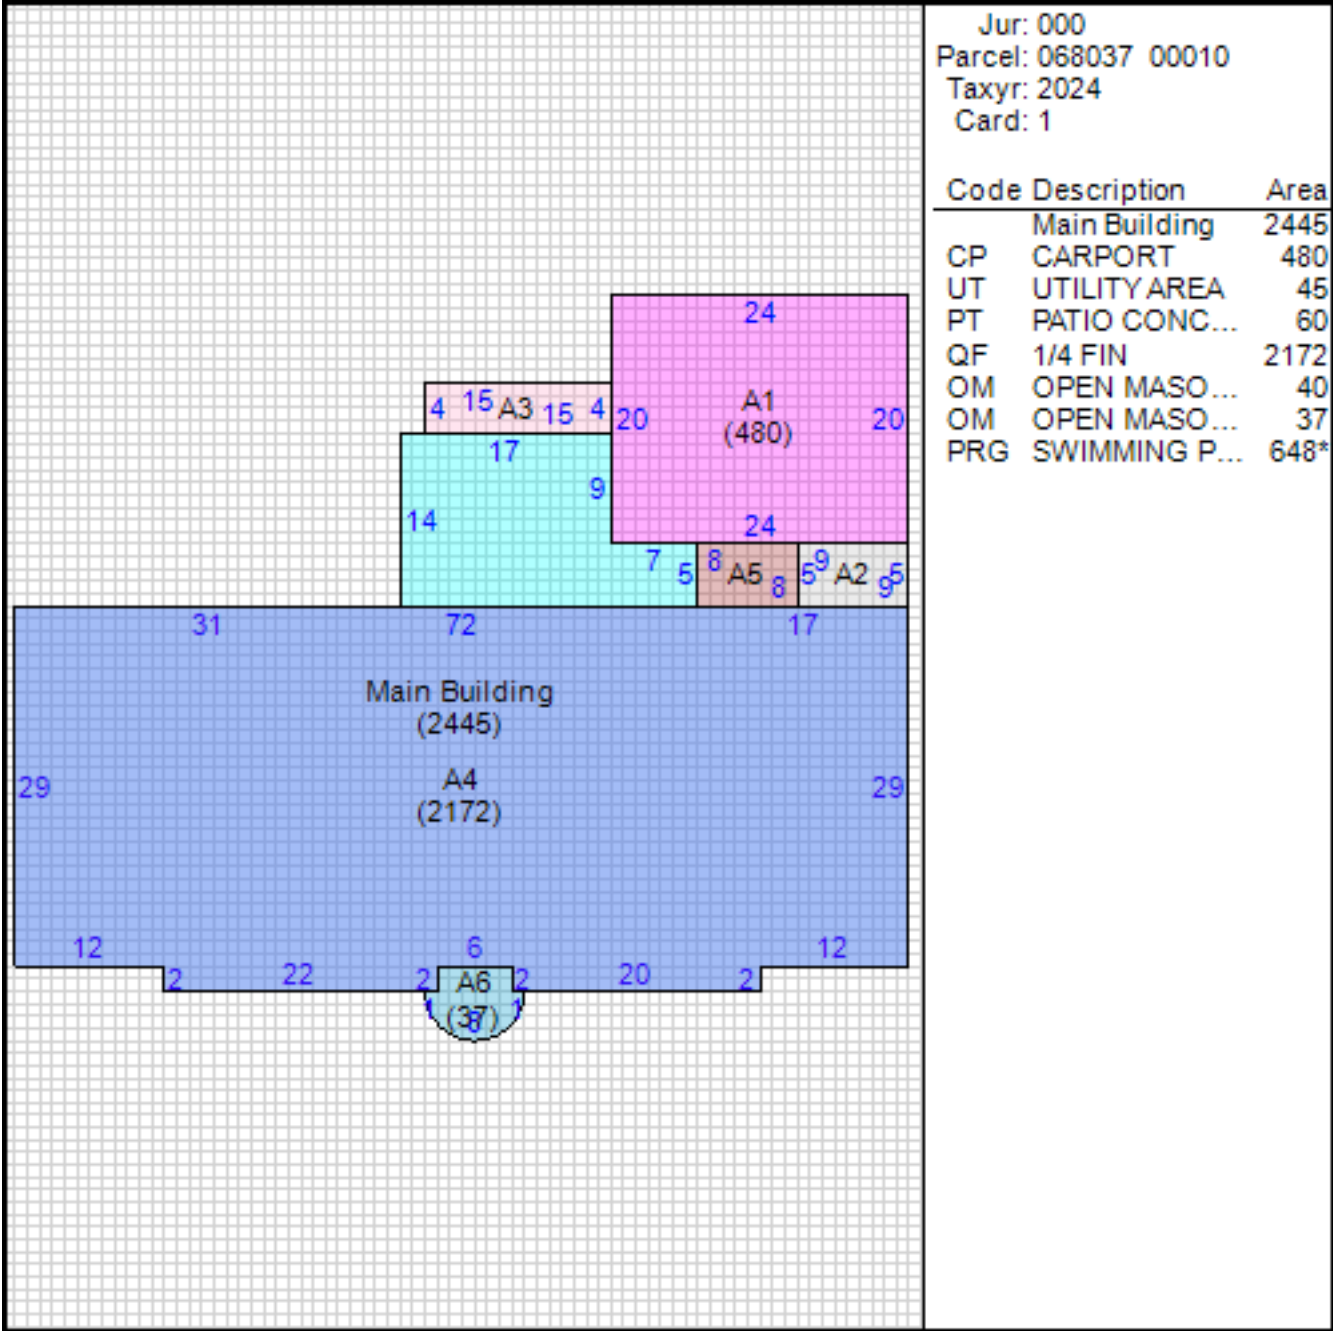 Jur: 000
Parcel: 068037 00010
Taxyr: 2024
Card: 1
Code Description Area
Main Building 2445
CP CARPORT 480
UT UTILITY AREA 45
PT PATIO CONC... 60
QF 1/4 FIN 2172
OM OPEN MASO... 40
OM OPEN MASO... 37
PRG SWIMMING P... 648*
24
4 15 A3 15 4
20 A1 20
(480)
17
9
14
24
7 5 8 A5 8 5 9 A2 9 5
31 72 17
Main Building
(2445)
29 A4 29
(2172)
12 6 12
2 22 2 A6 2 20 2
1 (37) 8 1